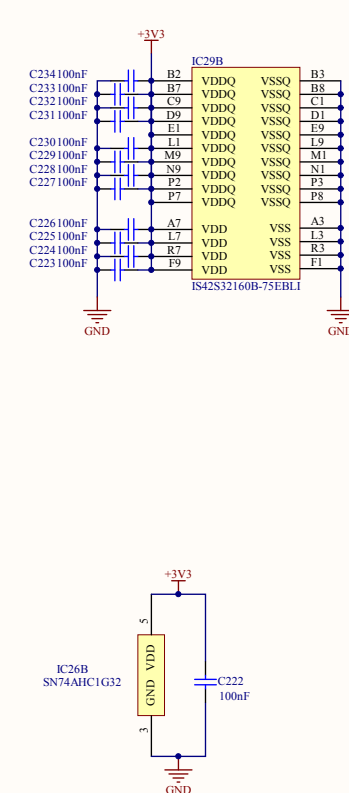 +3V3
IC29B
C234 100nF B2 VDDQ VSSQ B3
C233 100nF B7 VDDQ VSSQ B8
C232 100nF C9 VDDQ VSSQ C1
C231 100nF D9 VDDQ VSSQ D1
E1 VDDQ VSSQ E9
C230 100nF L1 VDDQ VSSQ L9
C229 100nF M9 VDDQ VSSQ M1
C228 100nF N9 VDDQ VSSQ N1
C227 100nF P2 VDDQ VSSQ P3
P7 VDDQ VSSQ P8
C226 100nF A7 VDD VSS A3
C225 100nF L7 VDD VSS L3
C224 100nF R7 VDD VSS R3
C223 100nF F9 VDD VSS F1
IS42S32160B-75EBLI
GND
GND
+3V3
5
IC26B
SN74AHC1G32
GND VDD
C222
100nF
3
GND